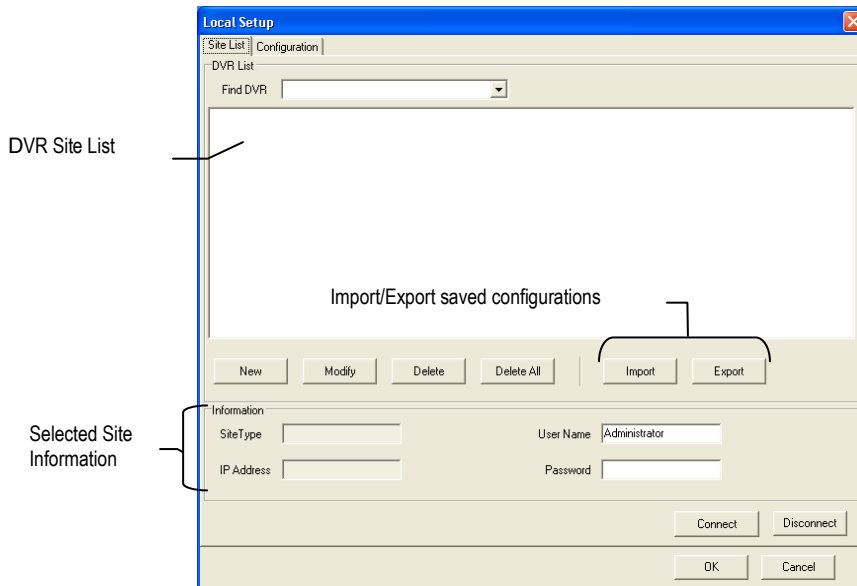 Local Setup
Site List Configuration
DVR List
Find DVR
DVR Site List
Import/Export saved configurations
New Modify Delete Delete All Import Export
Information
SiteType User Name Administrator
Selected Site
Information
IP Address Password
Connect Disconnect
OK Cancel